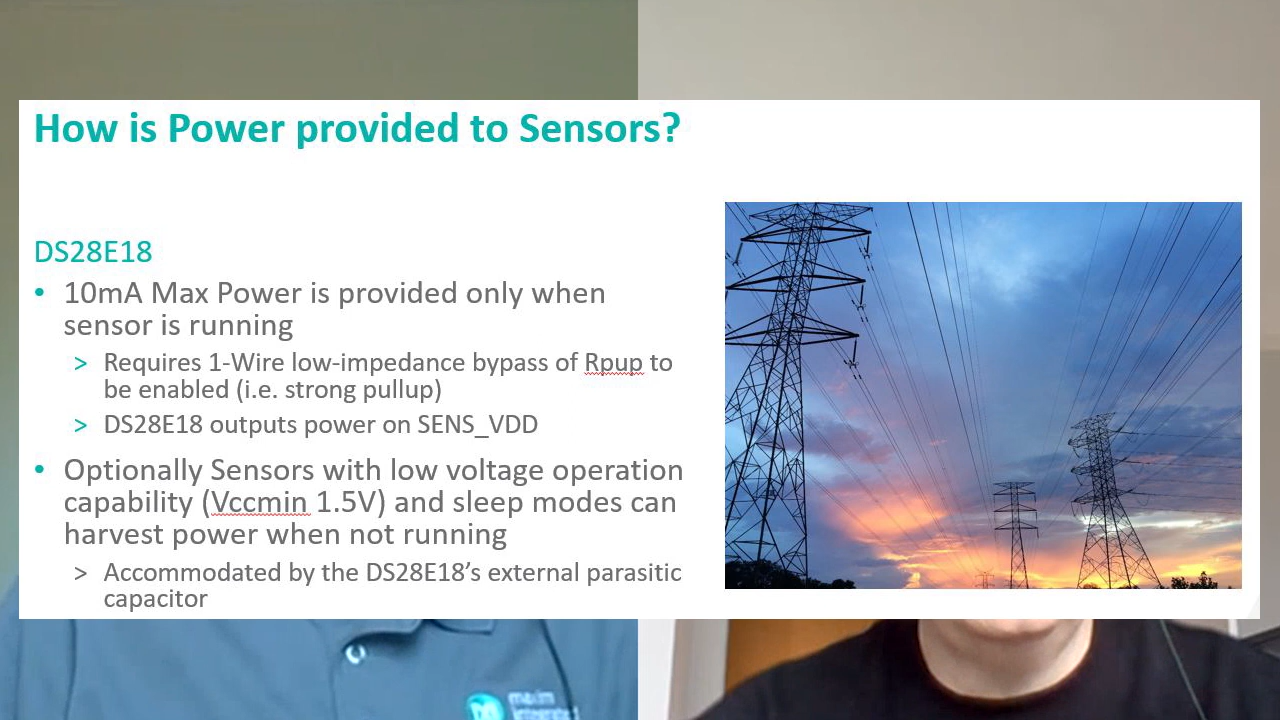 How is Power provided to Sensors?
DS28E18
• 10mA Max Power is provided only when
sensor is running
> Requires 1-Wire low-impedance bypass of Rpup to
be enabled (i.e. strong pullup)
> DS28E18 outputs power on SENS_VDD
• Optionally Sensors with low voltage operation
capability (Vccmin 1.5V) and sleep modes can
harvest power when not running
> Accommodated by the DS28E18's external parasitic
capacitor
maxim
integrated